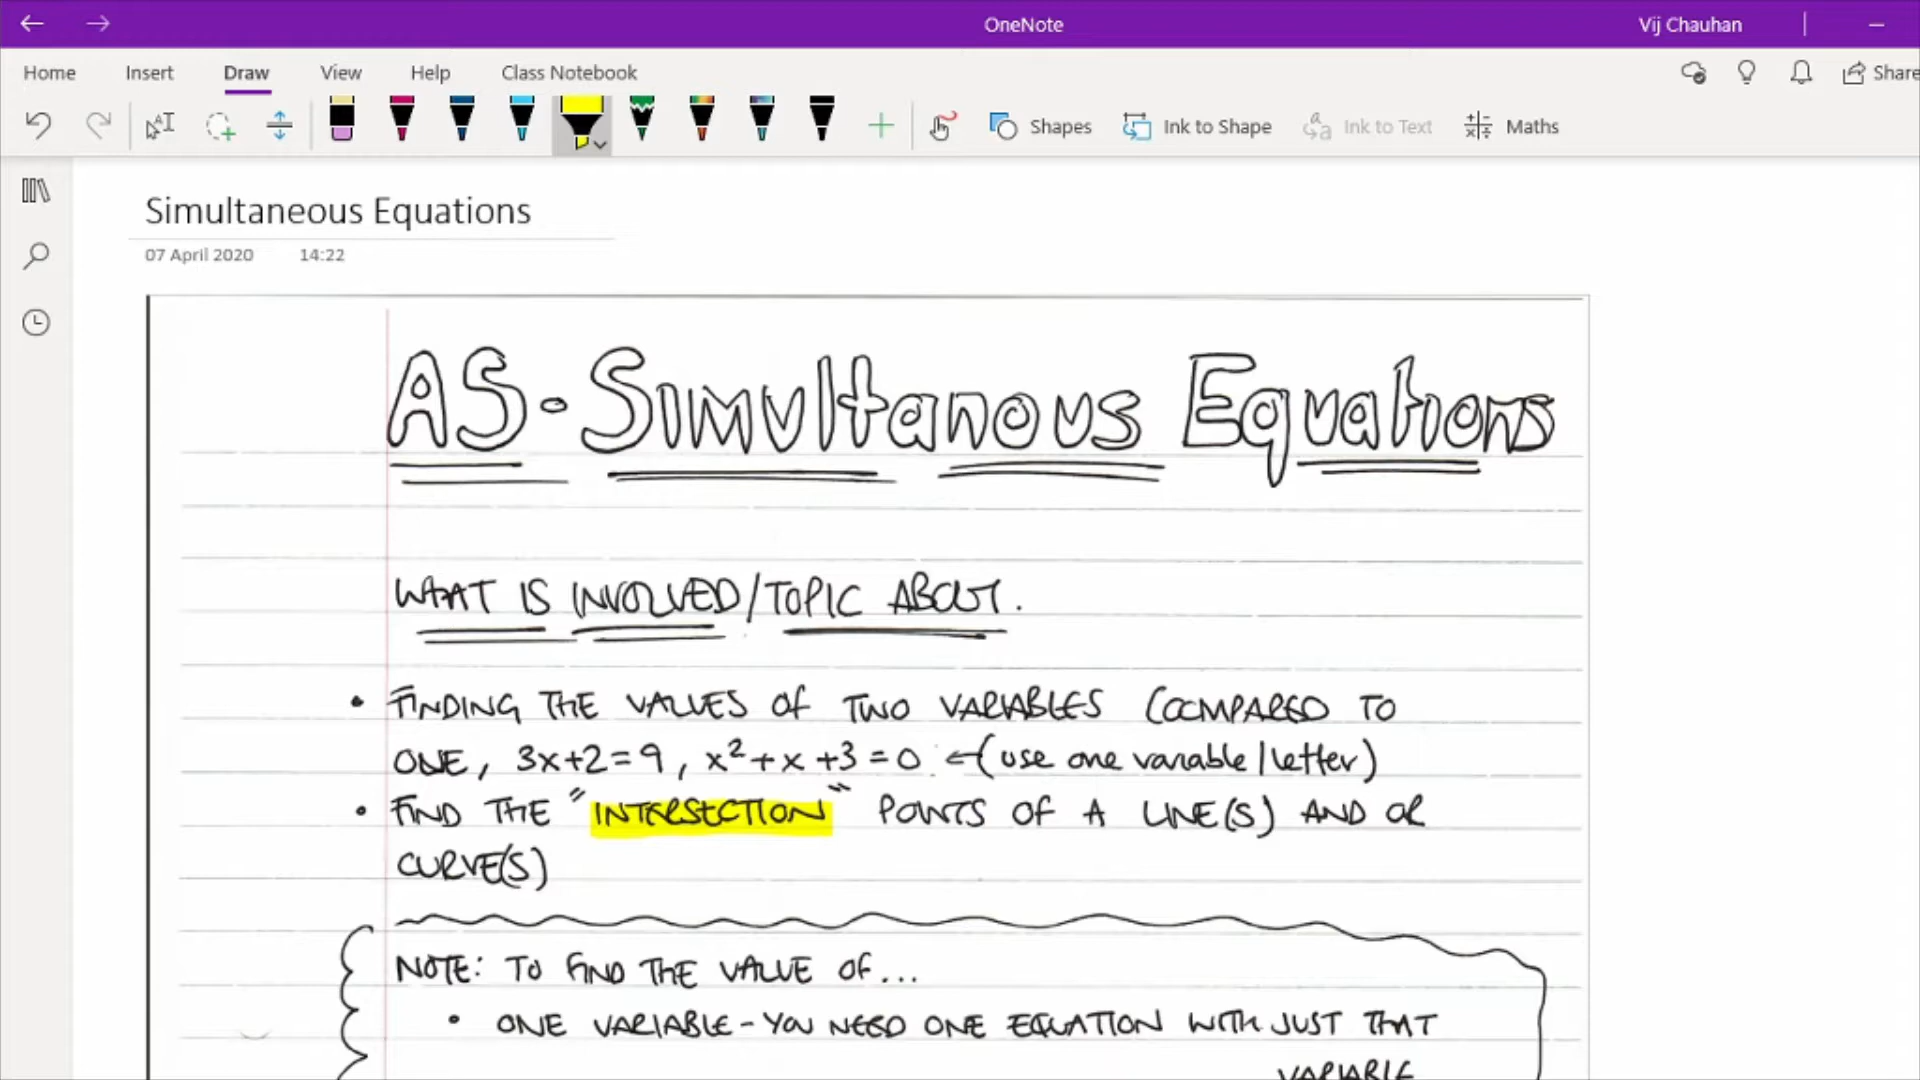 OneNote
Vij Chauhan
Home Insert Draw View Help Class Notebook Share
Shapes Ink to Shape Ink to Text Maths
Simultaneous Equations
07 April 2020 14:22
AS - Simultanous Equations
WHAT IS INVOLVED/TOPIC ABOUT.
• FINDING THE VALUES OF TWO VARIABLES (COMPARED TO
ONE, 3x+2=9, x²+x+3=0. ←(use one variable/letter)
• FIND THE "INTERSECTION" POINTS OF A LINE(S) AND OR
CURVE(S)
NOTE: TO FIND THE VALUE OF...
• ONE VARIABLE - YOU NEED ONE EQUATION WITH JUST THAT
VARIABLE